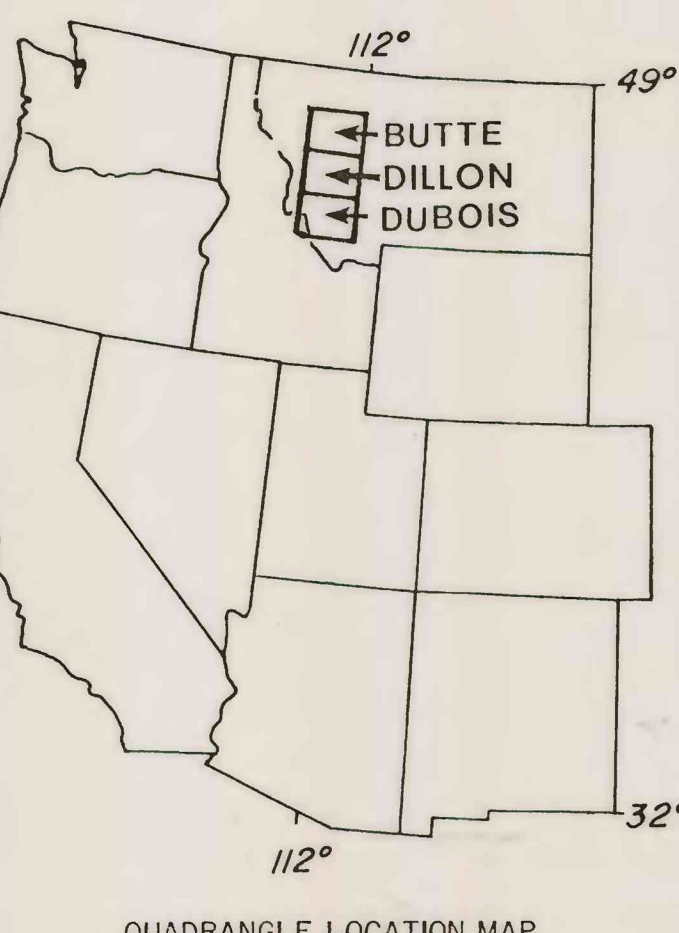 112°
49°
BUTTE
DILLON
DUBOIS
32°
112°
QUADRANGLE LOCATION MAP